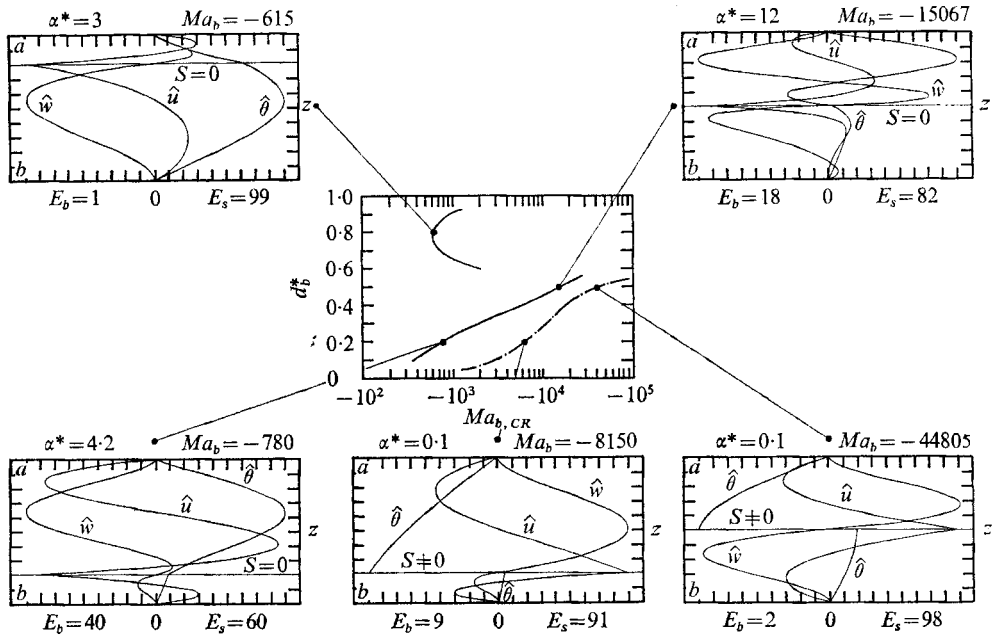 α*=3 Ma_b=−615
a
S=0
ŵ û θ̂ z
b
E_b=1 0 E_s=99
α*=12 Ma_b=−15067
a
û
ŵ
z
S=0
θ̂
b
E_b=18 0 E_s=82
1·0
0·8
0·6
d*_b
0·4
0·2
0
−10² −10³ −10⁴ −10⁵
Ma_b,CR
α*=4·2 Ma_b=−780
a
θ̂
û
ŵ
z
S=0
b
E_b=40 0 E_s=60
α*=0·1 Ma_b=−8150
a
ŵ
θ̂ û
z
S≠0
θ̂
b
E_b=9 0 E_s=91
α*=0·1 Ma_b=−44805
a
θ̂
û
S≠0
z
ŵ
θ̂
b
E_b=2 0 E_s=98